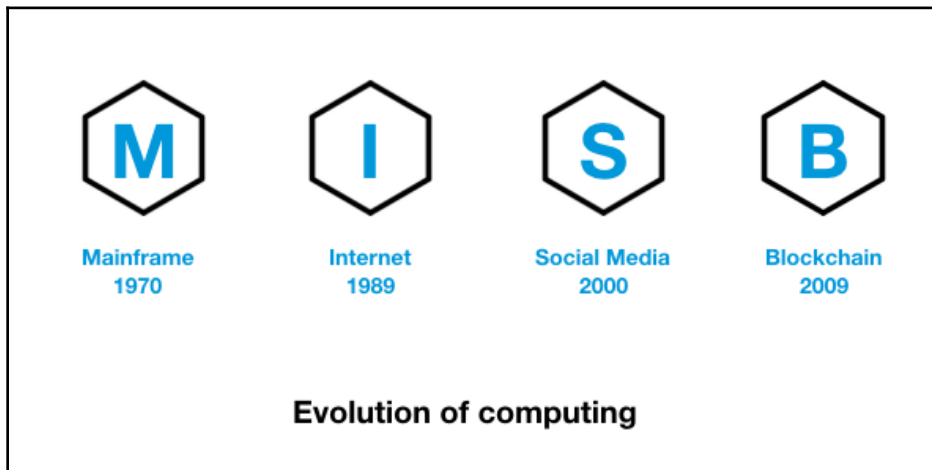 M I S B
Mainframe Internet Social Media Blockchain
1970 1989 2000 2009
Evolution of computing